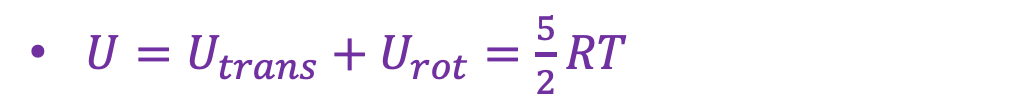 • U = U_trans + U_rot = 5/2 RT